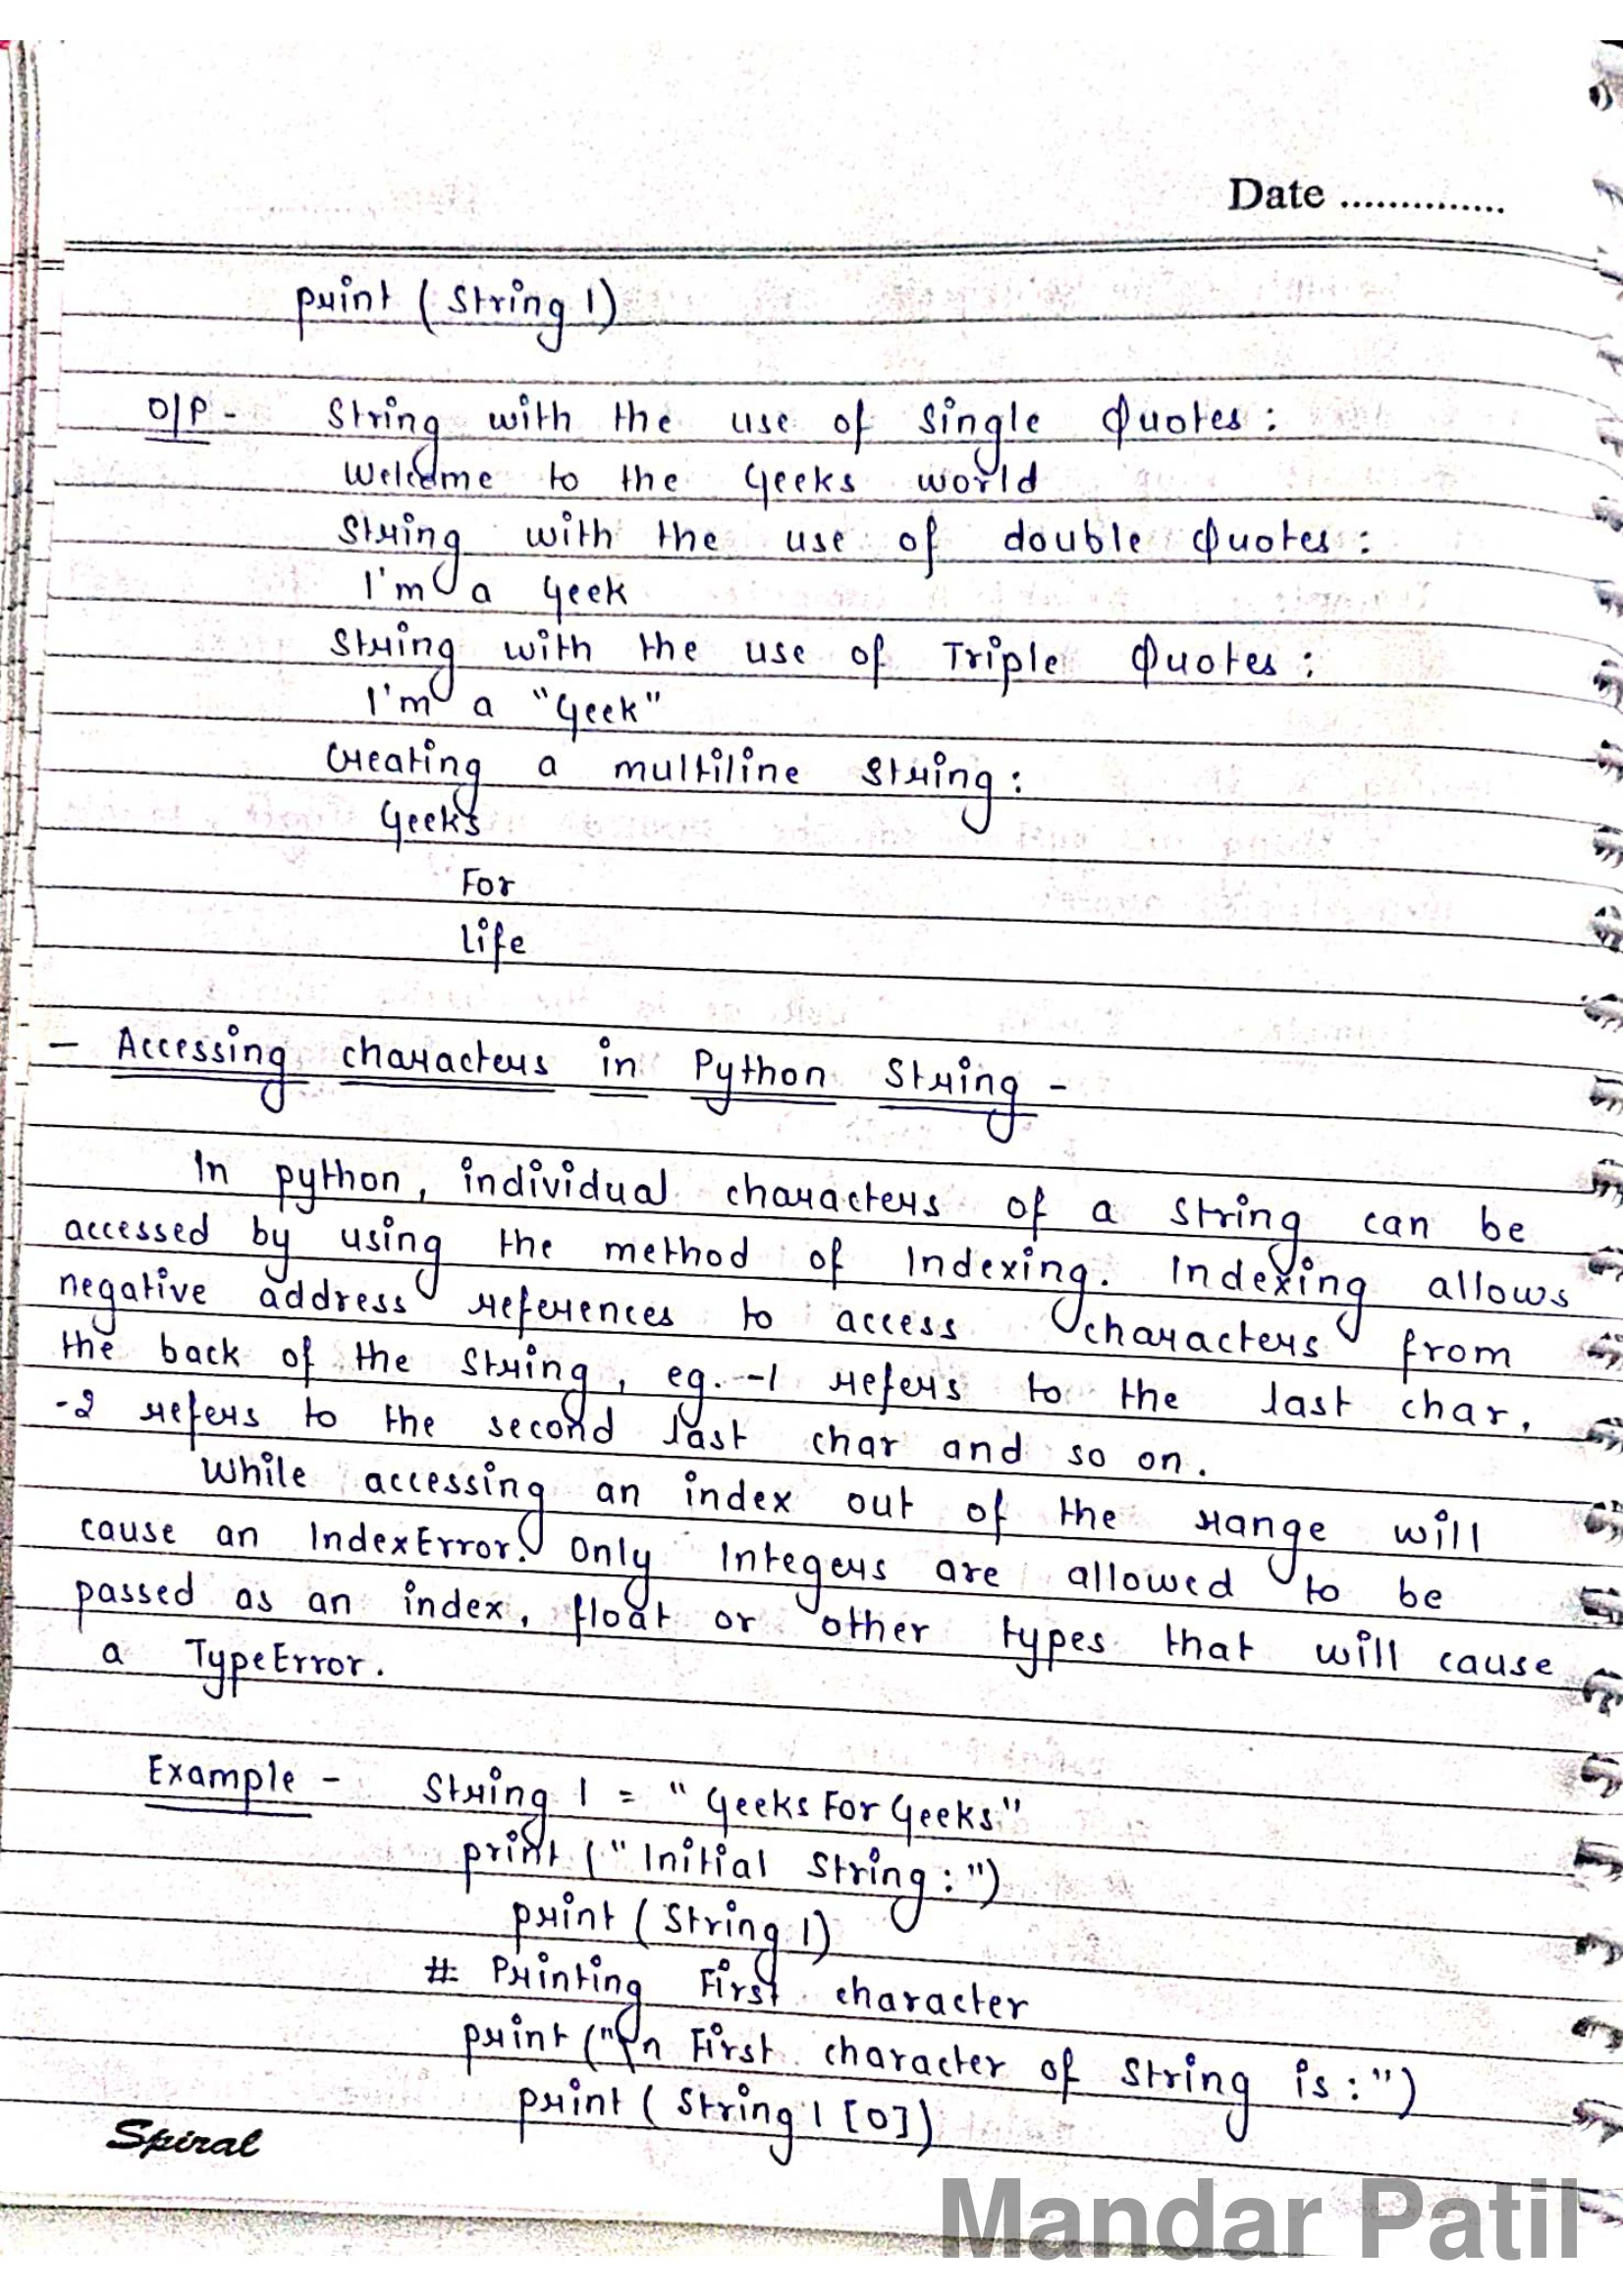 Date ..............
print (String 1)
O/P - String with the use of single Quotes :
Welcome to the Geeks world
String with the use of double Quotes :
I'm a Geek
String with the use of Triple Quotes :
I'm a "Geek"
Creating a multiline String :
Geeks
For
life
- Accessing characters in Python String -
In python, individual characters of a string can be
accessed by using the method of Indexing. Indexing allows
negative address references to access characters from
the back of the string, eg. -1 refers to the last char,
-2 refers to the second last char and so on.
While accessing an index out of the range will
cause an IndexError. Only Integers are allowed to be
passed as an index, float or other types that will cause
a TypeError.
Example - String 1 = "GeeksForGeeks"
print ("Initial String : ")
print (String 1)
# Printing First character
print ("\n First character of string is : ")
print (String 1 [0])
Spiral
Mandar Patil